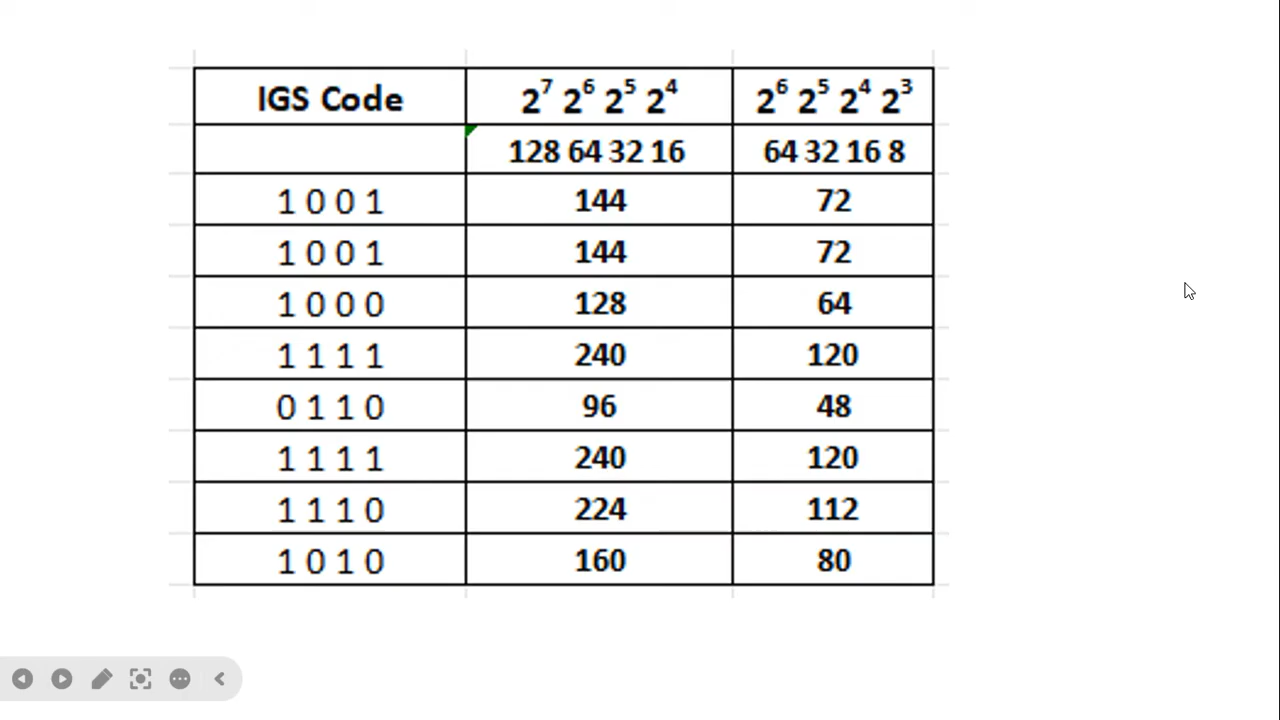 IGS Code 2⁷ 2⁶ 2⁵ 2⁴ 2⁶ 2⁵ 2⁴ 2³
128 64 32 16 64 32 16 8
1 0 0 1 144 72
1 0 0 1 144 72
1 0 0 0 128 64
1 1 1 1 240 120
0 1 1 0 96 48
1 1 1 1 240 120
1 1 1 0 224 112
1 0 1 0 160 80